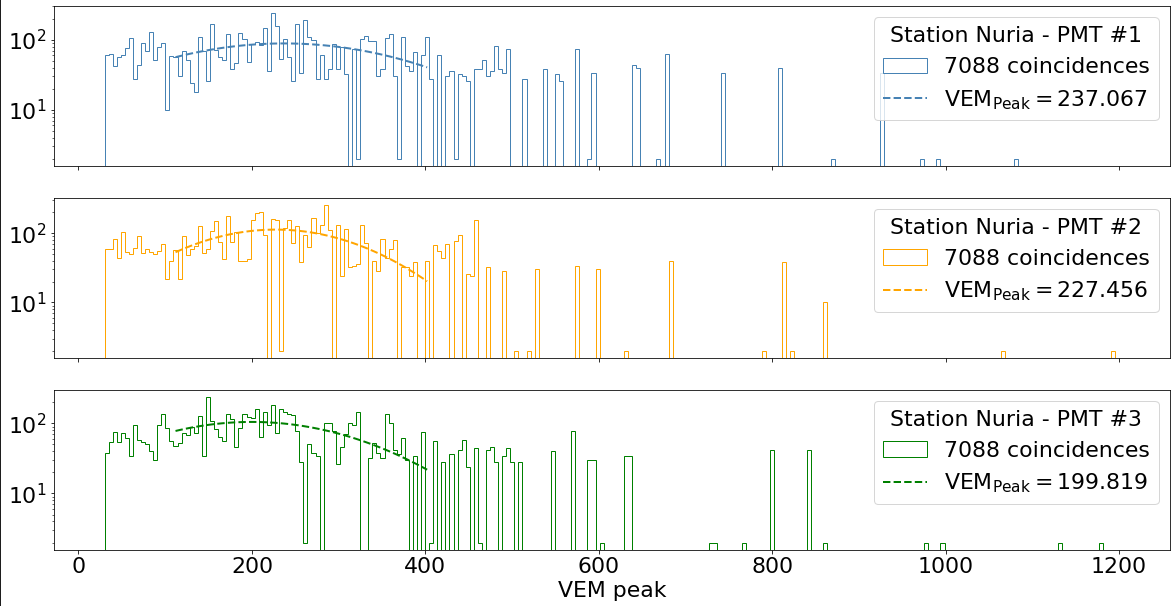 10²
10¹
Station Nuria - PMT #1
7088 coincidences
VEM_Peak = 237.067
10²
10¹
Station Nuria - PMT #2
7088 coincidences
VEM_Peak = 227.456
10²
10¹
Station Nuria - PMT #3
7088 coincidences
VEM_Peak = 199.819
0 200 400 600 800 1000 1200
VEM peak